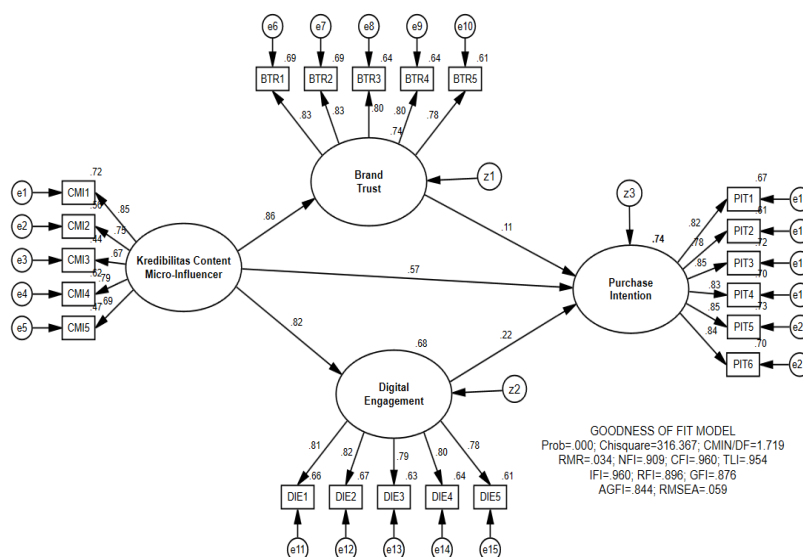 e6 e7 e8 e9 e10
.69 .69 .64 .64 .61
BTR1 BTR2 BTR3 BTR4 BTR5
.83 .83 .80 .80 .78
.74
Brand
Trust
z1
.72
e1 CMI1
.85
e2 CMI2
.75
.44
e3 CMI3
.67
.62
e4 CMI4
.79
.47
e5 CMI5
.69
Kredibilitas Content
Micro-Influencer
.86
.11
.57
.82
.22
z3
.74
Purchase
Intention
.67
.82 PIT1
.61
.78 PIT2
.72
.85 PIT3
.70
.83 PIT4
.73
.85 PIT5
.70
.84 PIT6
.68
Digital
Engagement
z2
.81 .82 .79 .80 .78
.66 .67 .63 .64 .61
DIE1 DIE2 DIE3 DIE4 DIE5
e11 e12 e13 e14 e15
GOODNESS OF FIT MODEL
Prob=.000; Chisquare=316.367; CMIN/DF=1.719
RMR=.034; NFI=.909; CFI=.960; TLI=.954
IFI=.960; RFI=.896; GFI=.876
AGFI=.844; RMSEA=.059